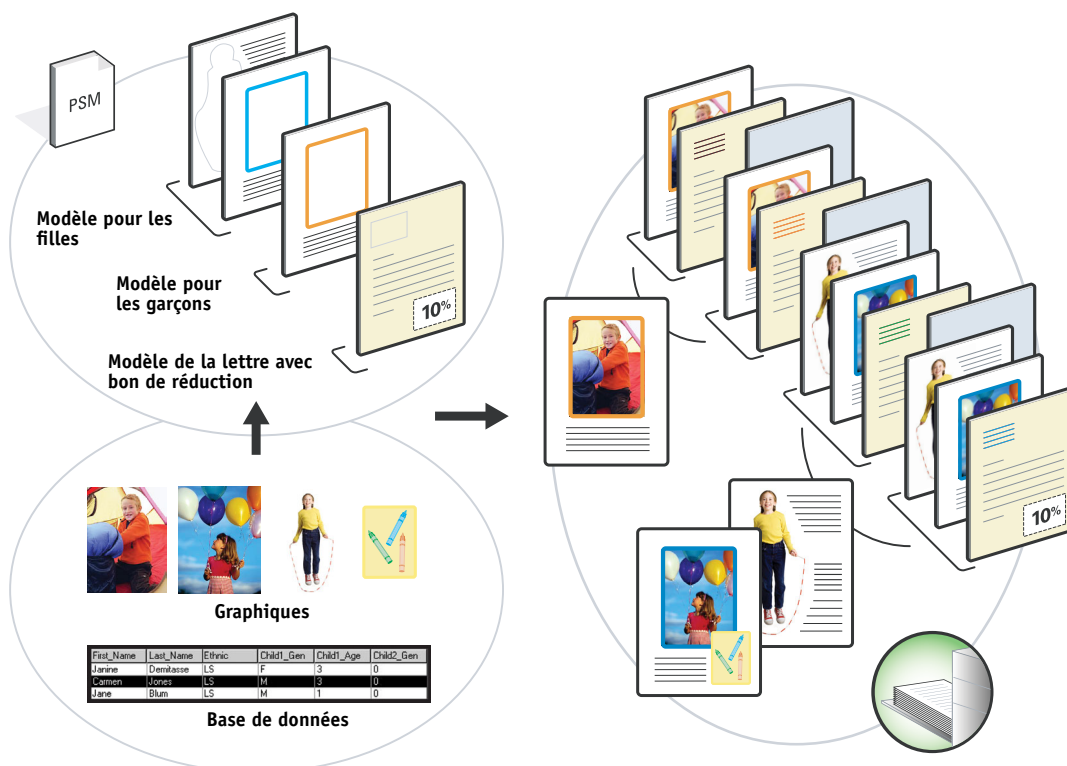 PSM
Modèle pour les
filles
Modèle pour
les garçons
10%
Modèle de la lettre avec
bon de réduction
Graphiques
First_Name Last_Name Ethnic Child1_Gen Child1_Age Child2_Gen
Janine Demitasse LS F 3 0
Carmen Jones LS M 3 0
Jane Blum LS M 1 0
Base de données
10%